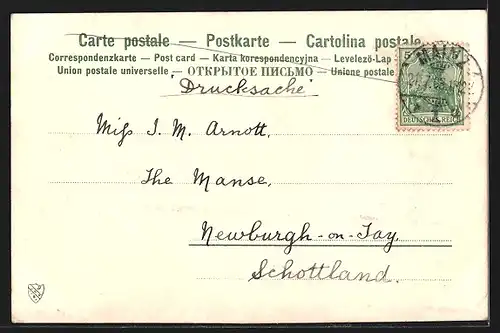 Carte postale — Postkarte — Cartolina postale
Correspondenzkarte — Post card — Karta korespondencyjna — Levelező-Lap
Union postale universelle — ОТКРЫТОЕ ПИСЬМО — Unione postale
"Drucksache"
MAINZ
DEUTSCHES REICH
Miss J. M. Arnott,
The Manse,
Newburgh-on-Tay,
Schottland.